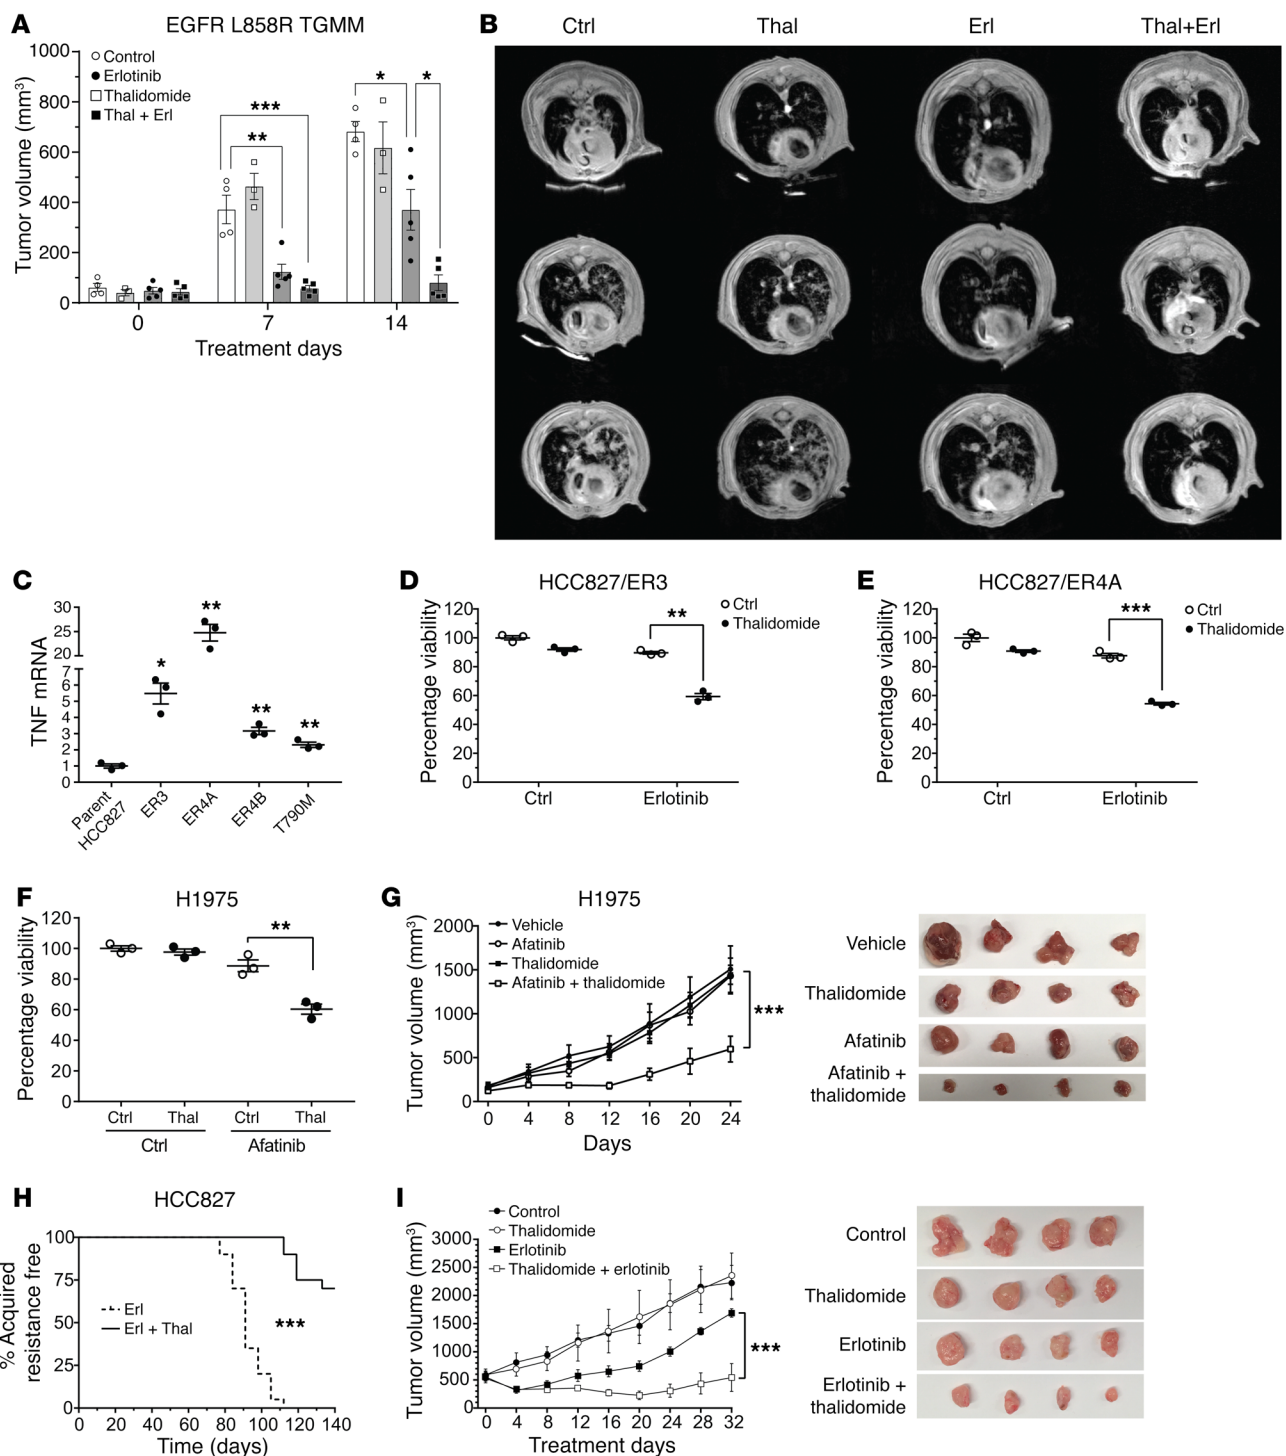 A
EGFR L858R TGMM
Tumor volume (mm³)
1000
800
600
400
200
0
Control
Erlotinib
Thalidomide
Thal + Erl
***
**
*
*
0
7
14
Treatment days
B
Ctrl
Thal
Erl
Thal+Erl
C
TNF mRNA
30
25
20
7
6
5
4
3
2
1
0
*
**
**
**
Parent
HCC827
ER3
ER4A
ER4B
T790M
D
HCC827/ER3
Percentage viability
120
100
80
60
40
20
0
Ctrl
Thalidomide
**
Ctrl
Erlotinib
E
HCC827/ER4A
Percentage viability
120
100
80
60
40
20
0
Ctrl
Thalidomide
***
Ctrl
Erlotinib
F
H1975
Percentage viability
120
100
80
60
40
20
0
**
Ctrl
Thal
Ctrl
Thal
Ctrl
Afatinib
G
H1975
Tumor volume (mm³)
2000
1500
1000
500
0
Vehicle
Afatinib
Thalidomide
Afatinib + thalidomide
***
0
4
8
12
16
20
24
Days
Vehicle
Thalidomide
Afatinib
Afatinib +
thalidomide
H
HCC827
% Acquired
resistance free
100
75
50
25
0
Erl
Erl + Thal
***
0
20
40
60
80
100
120
140
Time (days)
I
Tumor volume (mm³)
3000
2500
2000
1500
1000
500
0
Control
Thalidomide
Erlotinib
Thalidomide + erlotinib
***
0
4
8
12
16
20
24
28
32
Treatment days
Control
Thalidomide
Erlotinib
Erlotinib +
thalidomide